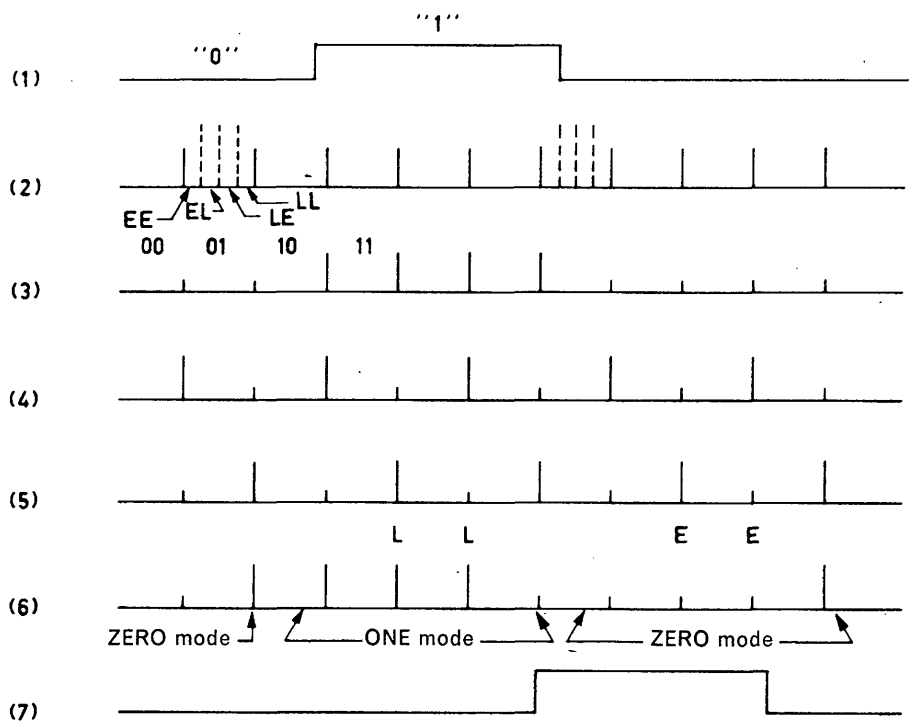 "1"
"0"
(1)
(2)
EE EL LE LL
00 01 10 11
(3)
(4)
(5)
L L E E
(6)
ZERO mode ONE mode ZERO mode
(7)